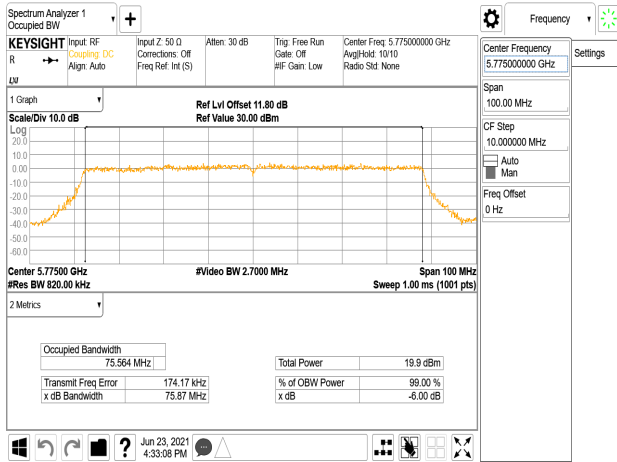 Spectrum Analyzer 1
Occupied BW
+
Frequency
KEYSIGHT
R
LXI
Input: RF
Coupling: DC
Align: Auto
Input Z: 50 Ω
Corrections: Off
Freq Ref: Int (S)
Atten: 30 dB
Trig: Free Run
Gate: Off
#IF Gain: Low
Center Freq: 5.775000000 GHz
Avg|Hold: 10/10
Radio Std: None
Center Frequency
5.775000000 GHz
Settings
Span
100.00 MHz
CF Step
10.000000 MHz
Auto
Man
Freq Offset
0 Hz
1 Graph
Scale/Div 10.0 dB
Ref Lvl Offset 11.80 dB
Ref Value 30.00 dBm
Log
20.0
10.0
0.00
-10.0
-20.0
-30.0
-40.0
-50.0
-60.0
Center 5.77500 GHz
#Res BW 820.00 kHz
#Video BW 2.7000 MHz
Span 100 MHz
Sweep 1.00 ms (1001 pts)
2 Metrics
Occupied Bandwidth
75.564 MHz
Total Power 19.9 dBm
Transmit Freq Error 174.17 kHz
% of OBW Power 99.00 %
x dB Bandwidth 75.87 MHz
x dB -6.00 dB
?
Jun 23, 2021
4:33:08 PM